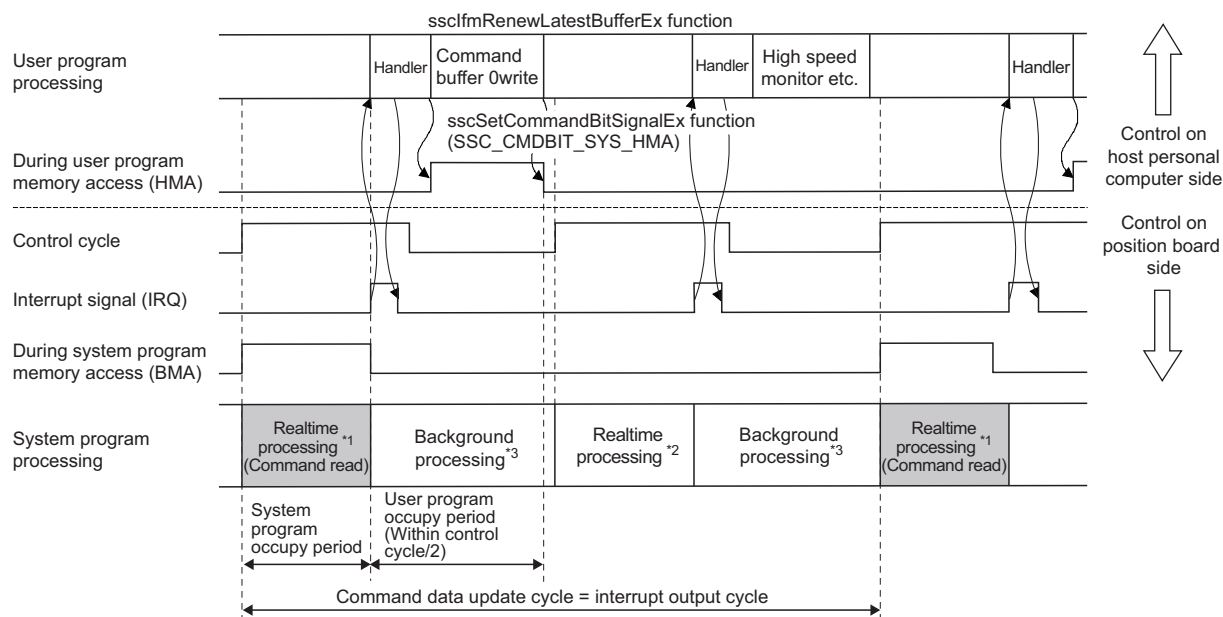 sscIfmRenewLatestBufferEx function
User program
processing
Handler
Command
buffer 0write
Handler
High speed
monitor etc.
Handler
sscSetCommandBitSignalEx function
(SSC_CMDBIT_SYS_HMA)
During user program
memory access (HMA)
Control on
host personal
computer side
Control cycle
Control on
position board
side
Interrupt signal (IRQ)
During system program
memory access (BMA)
System program
processing
Realtime
processing *1
(Command read)
Background
processing*3
Realtime
processing *2
Background
processing*3
Realtime
processing *1
(Command read)
System
program
occupy period
User program
occupy period
(Within control
cycle/2)
Command data update cycle = interrupt output cycle